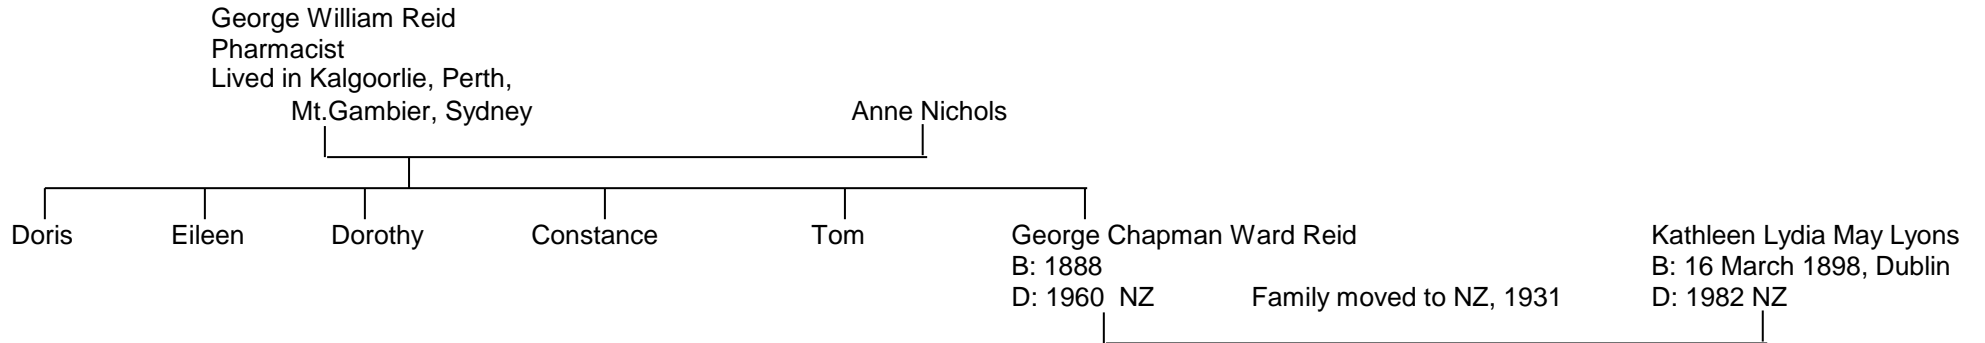 George William Reid
Pharmacist
Lived in Kalgoorlie, Perth,
Mt.Gambier, Sydney
Anne Nichols
Doris
Eileen
Dorothy
Constance
Tom
George Chapman Ward Reid
B: 1888
D: 1960 NZ
Family moved to NZ, 1931
Kathleen Lydia May Lyons
B: 16 March 1898, Dublin
D: 1982 NZ